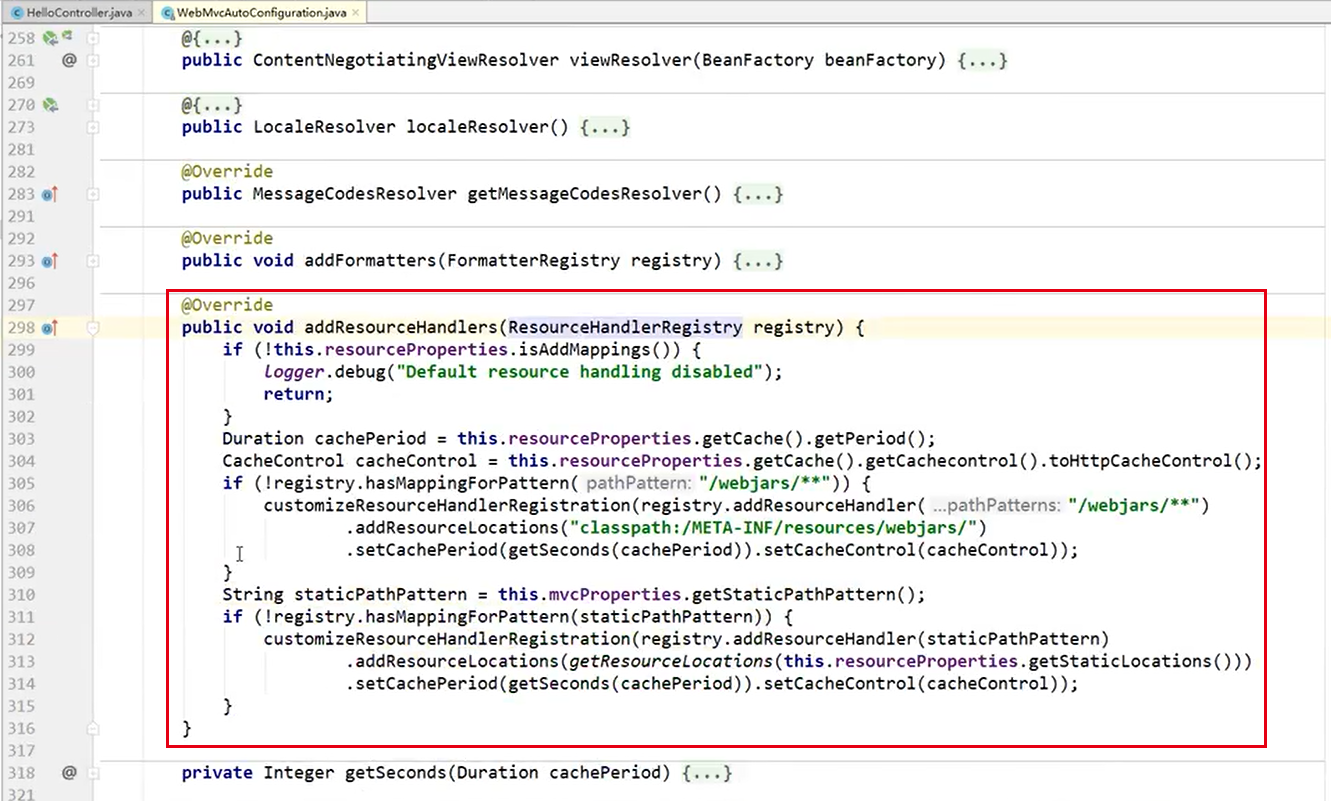 HelloController.java × WebMvcAutoConfiguration.java ×
258 @{...}
261 @ public ContentNegotiatingViewResolver viewResolver(BeanFactory beanFactory) {...}
269
270 @{...}
273 public LocaleResolver localeResolver() {...}
281
282 @Override
283 public MessageCodesResolver getMessageCodesResolver() {...}
291
292 @Override
293 public void addFormatters(FormatterRegistry registry) {...}
296
297 @Override
298 public void addResourceHandlers(ResourceHandlerRegistry registry) {
299 if (!this.resourceProperties.isAddMappings()) {
300 logger.debug("Default resource handling disabled");
301 return;
302 }
303 Duration cachePeriod = this.resourceProperties.getCache().getPeriod();
304 CacheControl cacheControl = this.resourceProperties.getCache().getCachecontrol().toHttpCacheControl();
305 if (!registry.hasMappingForPattern( pathPattern: "/webjars/**")) {
306 customizeResourceHandlerRegistration(registry.addResourceHandler( ...pathPatterns: "/webjars/**")
307 .addResourceLocations("classpath:/META-INF/resources/webjars/")
308 .setCachePeriod(getSeconds(cachePeriod)).setCacheControl(cacheControl));
309 }
310 String staticPathPattern = this.mvcProperties.getStaticPathPattern();
311 if (!registry.hasMappingForPattern(staticPathPattern)) {
312 customizeResourceHandlerRegistration(registry.addResourceHandler(staticPathPattern)
313 .addResourceLocations(getResourceLocations(this.resourceProperties.getStaticLocations()))
314 .setCachePeriod(getSeconds(cachePeriod)).setCacheControl(cacheControl));
315 }
316 }
317
318 @ private Integer getSeconds(Duration cachePeriod) {...}
321